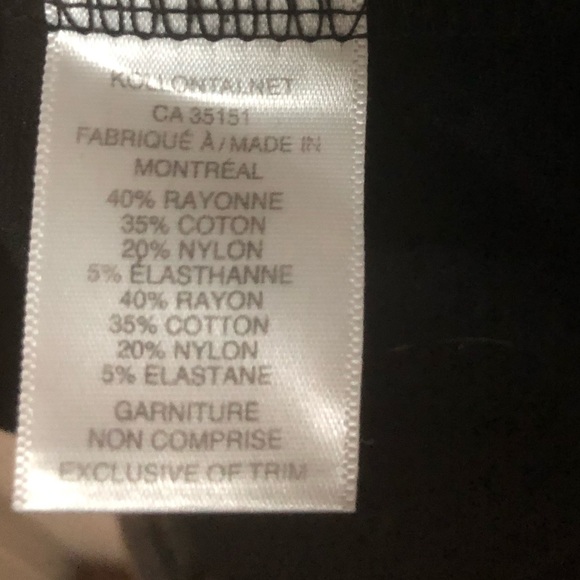 KOLLONTAI.NET
CA 35151
FABRIQUÉ À / MADE IN
MONTRÉAL
40% RAYONNE
35% COTON
20% NYLON
5% ÉLASTHANNE
40% RAYON
35% COTTON
20% NYLON
5% ELASTANE
GARNITURE
NON COMPRISE
EXCLUSIVE OF TRIM